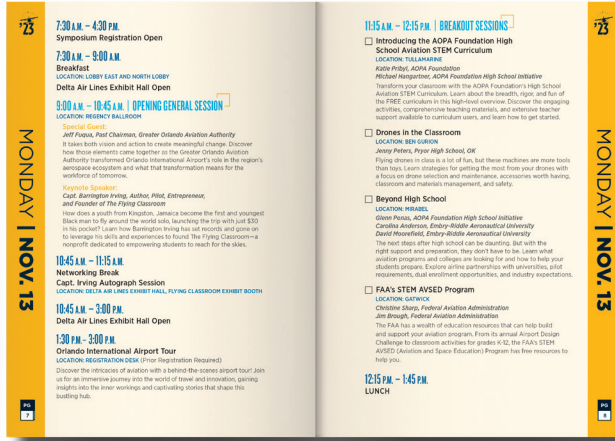 '23
MONDAY | NOV. 13
PG
7
7:30 A.M. – 4:30 P.M.
Symposium Registration Open
7:30 A.M. – 9:00 A.M.
Breakfast
LOCATION: LOBBY EAST AND NORTH LOBBY
Delta Air Lines Exhibit Hall Open
9:00 A.M. – 10:45 A.M. | OPENING GENERAL SESSION
LOCATION: REGENCY BALLROOM
Special Guest:
Jeff Fuqua, Past Chairman, Greater Orlando Aviation Authority
It takes both vision and action to create meaningful change. Discover
how those elements came together as the Greater Orlando Aviation
Authority transformed Orlando International Airport's role in the region's
aerospace ecosystem and what that transformation means for the
workforce of tomorrow.
Keynote Speaker:
Capt. Barrington Irving, Author, Pilot, Entrepreneur,
and Founder of The Flying Classroom
How does a youth from Kingston, Jamaica become the first and youngest
Black man to fly around the world solo, launching the trip with just $30
in his pocket? Learn how Barrington Irving has set records and gone on
to leverage his skills and experiences to found The Flying Classroom—a
nonprofit dedicated to empowering students to reach for the skies.
10:45 A.M. – 11:15 A.M.
Networking Break
Capt. Irving Autograph Session
LOCATION: DELTA AIR LINES EXHIBIT HALL, FLYING CLASSROOM EXHIBIT BOOTH
10:45 A.M. – 3:00 P.M.
Delta Air Lines Exhibit Hall Open
1:30 P.M. – 3:00 P.M.
Orlando International Airport Tour
LOCATION: REGISTRATION DESK (Prior Registration Required)
Discover the intricacies of aviation with a behind-the-scenes airport tour! Join
us for an immersive journey into the world of travel and innovation, gaining
insights into the inner workings and captivating stories that shape this
bustling hub.
11:15 A.M. – 12:15 P.M. | BREAKOUT SESSIONS
Introducing the AOPA Foundation High
School Aviation STEM Curriculum
LOCATION: TULLAMARINE
Katie Pribyl, AOPA Foundation
Michael Hangartner, AOPA Foundation High School Initiative
Transform your classroom with the AOPA Foundation's High School
Aviation STEM Curriculum. Learn about the breadth, rigor, and fun of
the FREE curriculum in this high-level overview. Discover the engaging
activities, comprehensive teaching materials, and extensive teacher
support available to curriculum users, and learn how to get started.
Drones in the Classroom
LOCATION: BEN GURION
Jenny Peters, Pryor High School, OK
Flying drones in class is a lot of fun, but these machines are more tools
than toys. Learn strategies for getting the most from your drones with
a focus on drone selection and maintenance, accessories worth having,
classroom and materials management, and safety.
Beyond High School
LOCATION: MIRABEL
Glenn Ponas, AOPA Foundation High School Initiative
Carolina Anderson, Embry-Riddle Aeronautical University
David Moorefield, Embry-Riddle Aeronautical University
The next steps after high school can be daunting. But with the
right support and preparation, they don't have to be. Learn what
aviation programs and colleges are looking for and how to help your
students prepare. Explore airline partnerships with universities, pilot
requirements, dual enrollment opportunities, and industry expectations.
FAA's STEM AVSED Program
LOCATION: GATWICK
Christine Sharp, Federal Aviation Administration
Jim Brough, Federal Aviation Administration
The FAA has a wealth of education resources that can help build
and support your aviation program. From its annual Airport Design
Challenge to classroom activities for grades K-12, the FAA's STEM
AVSED (Aviation and Space Education) Program has free resources to
help you.
12:15 P.M. – 1:45 P.M.
LUNCH
'23
MONDAY | NOV. 13
PG
8